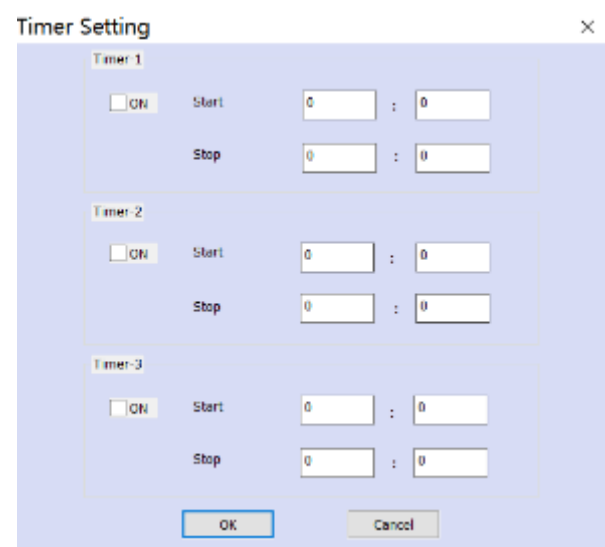 Timer Setting
Timer-1
ON Start 0 : 0
Stop 0 : 0
Timer-2
ON Start 0 : 0
Stop 0 : 0
Timer-3
ON Start 0 : 0
Stop 0 : 0
OK Cancel